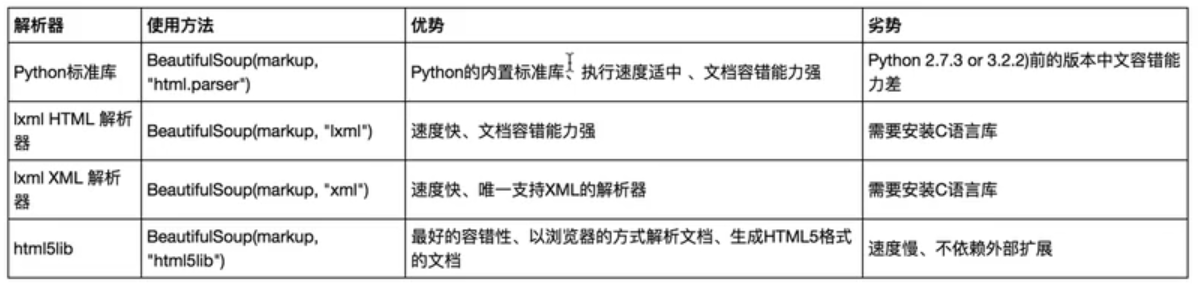 解析器 使用方法 优势 劣势
Python标准库 BeautifulSoup(markup, "html.parser") Python的内置标准库、执行速度适中 、文档容错能力强 Python 2.7.3 or 3.2.2)前的版本中文容错能力差
lxml HTML 解析器 BeautifulSoup(markup, "lxml") 速度快、文档容错能力强 需要安装C语言库
lxml XML 解析器 BeautifulSoup(markup, "xml") 速度快、唯一支持XML的解析器 需要安装C语言库
html5lib BeautifulSoup(markup, "html5lib") 最好的容错性、以浏览器的方式解析文档、生成HTML5格式的文档 速度慢、不依赖外部扩展